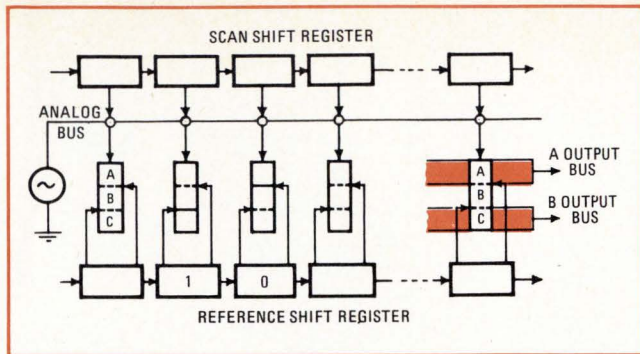 SCAN SHIFT REGISTER
ANALOG
BUS
A
B
C
A
B
C
A OUTPUT
BUS
B OUTPUT
BUS
1
0
REFERENCE SHIFT REGISTER